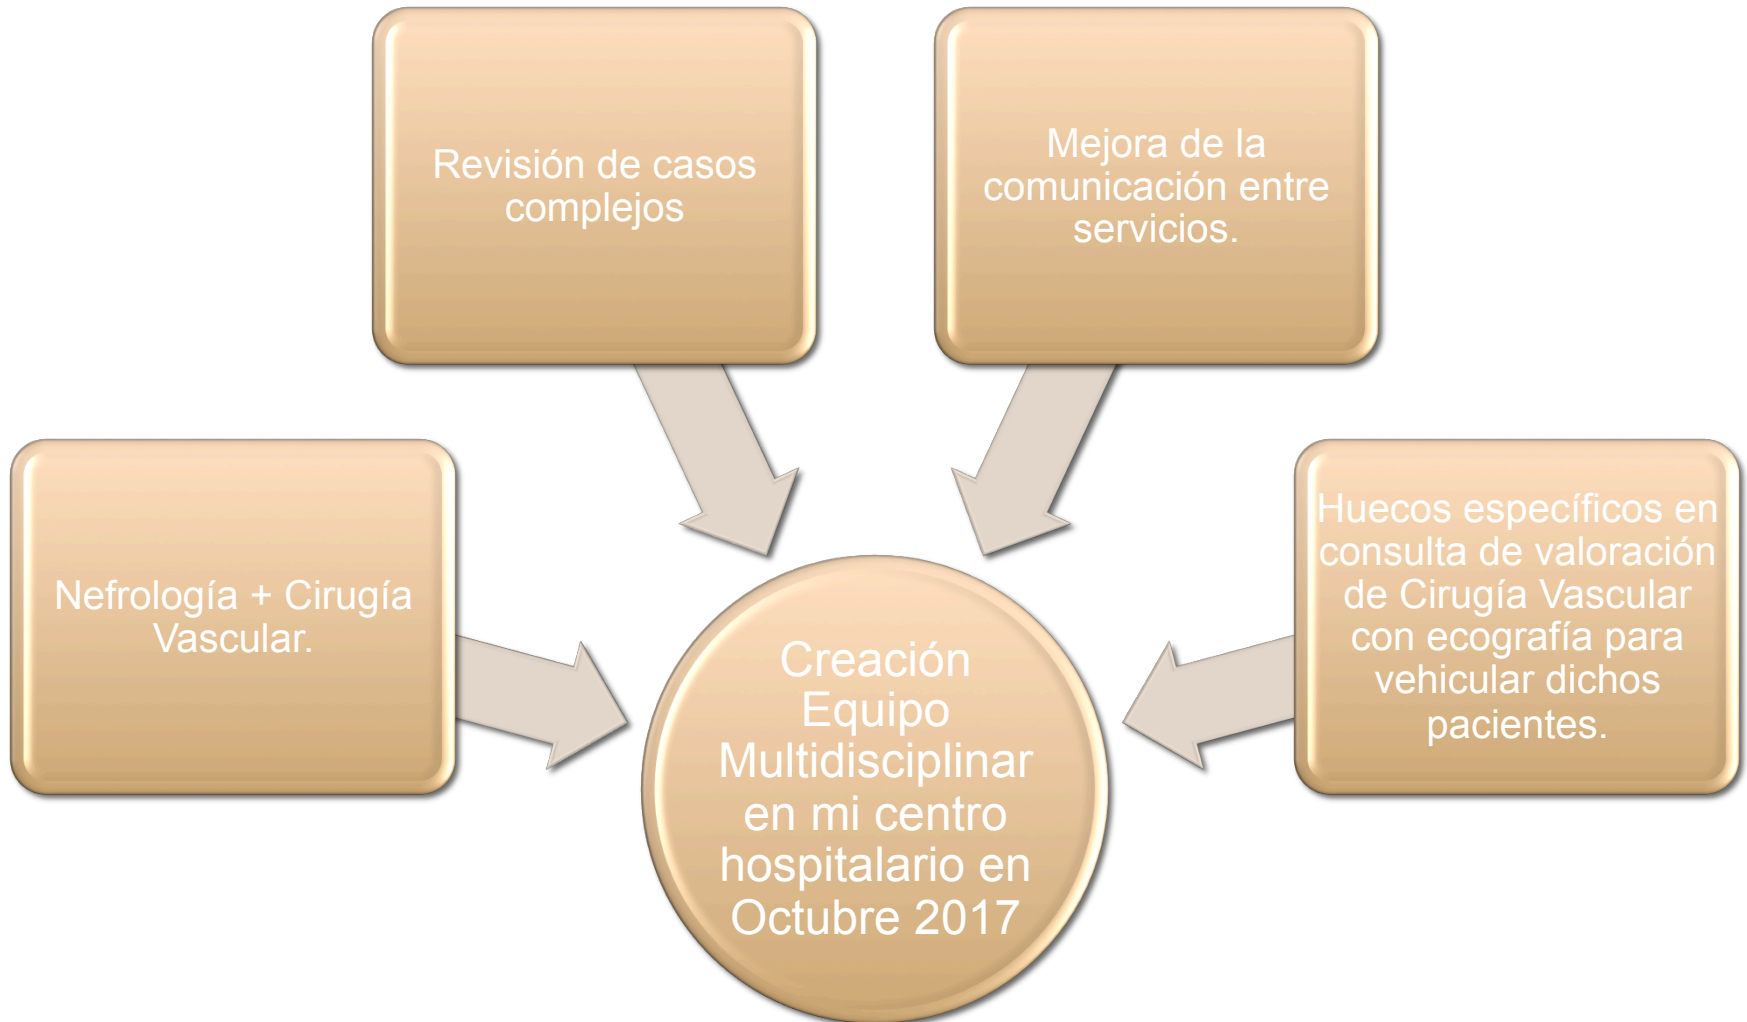 Revisión de casos
complejos
Mejora de la
comunicación entre
servicios.
Nefrología + Cirugía
Vascular.
Huecos específicos en
consulta de valoración
de Cirugía Vascular
con ecografía para
vehicular dichos
pacientes.
Creación
Equipo
Multidisciplinar
en mi centro
hospitalario en
Octubre 2017